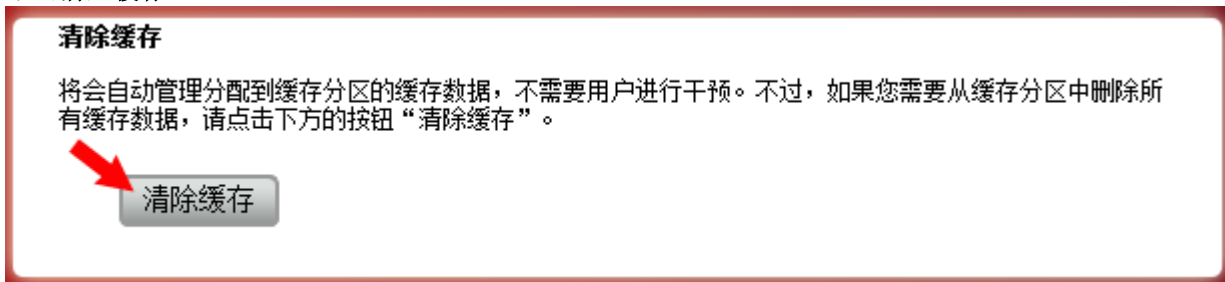 清除缓存
将会自动管理分配到缓存分区的缓存数据，不需要用户进行干预。不过，如果您需要从缓存分区中删除所
有缓存数据，请点击下方的按钮“清除缓存”。
清除缓存